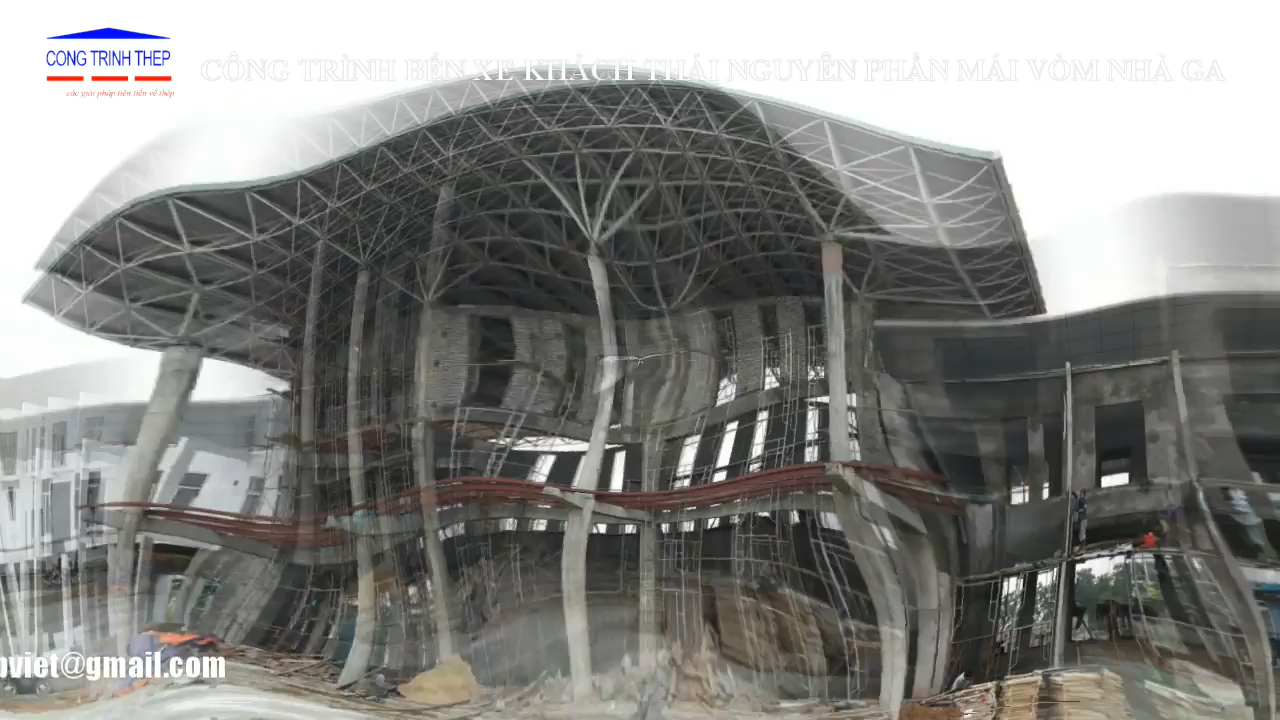 CONG TRINH THEP
các giải pháp tiên tiến về thép
CÔNG TRÌNH BẾN XE KHÁCH THÁI NGUYÊN PHẦN MÁI VÒM NHÀ GA
viet@gmail.com